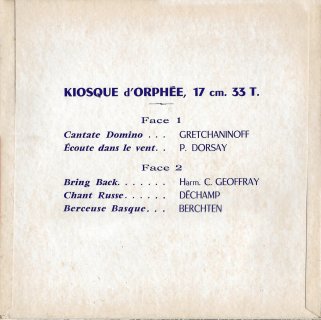 KIOSQUE d'ORPHÉE, 17 cm. 33 T.
Face 1
Cantate Domino . . . GRETCHANINOFF
Écoute dans le vent. . P. DORSAY
Face 2
Bring Back. . . . . . . Harm. C. GEOFFRAY
Chant Russe. . . . . . DÉCHAMP
Berceuse Basque. . . BERCHTEN